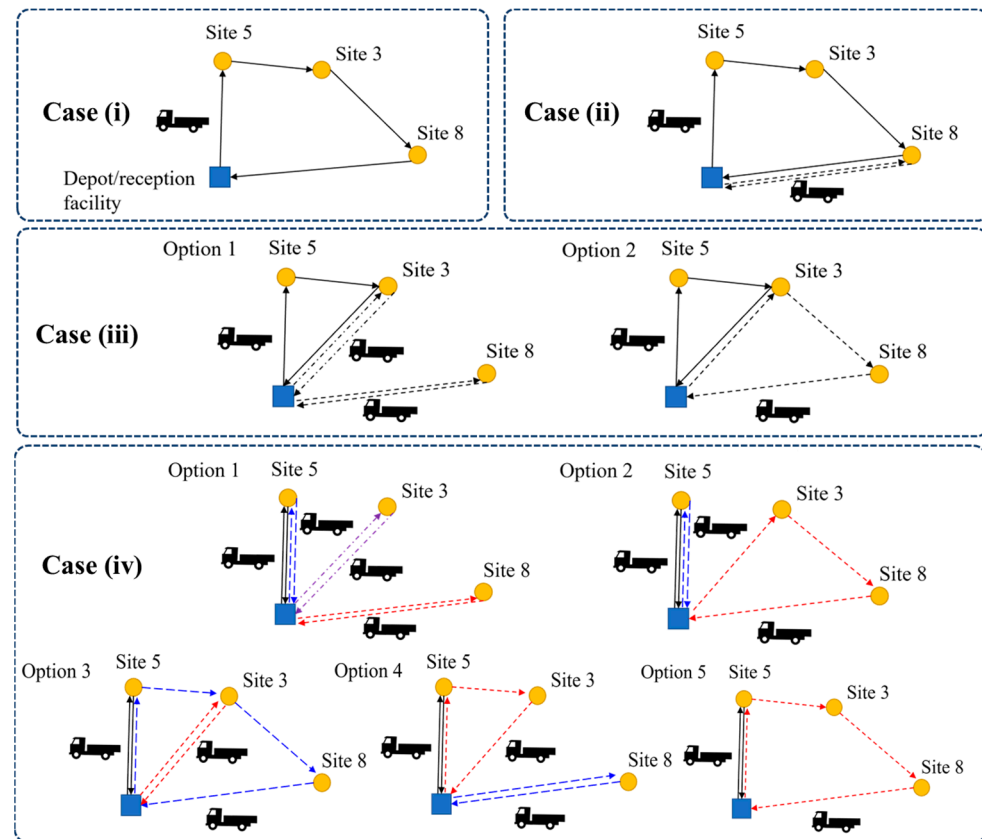 Site 5
Site 3
Case (i)
Site 8
Depot/reception
facility
Site 5
Site 3
Case (ii)
Site 8
Option 1
Site 5
Site 3
Case (iii)
Site 8
Option 2
Site 5
Site 3
Site 8
Option 1
Site 5
Site 3
Case (iv)
Site 8
Option 2
Site 5
Site 3
Site 8
Option 3
Site 5
Site 3
Site 8
Option 4
Site 5
Site 3
Site 8
Option 5
Site 5
Site 3
Site 8